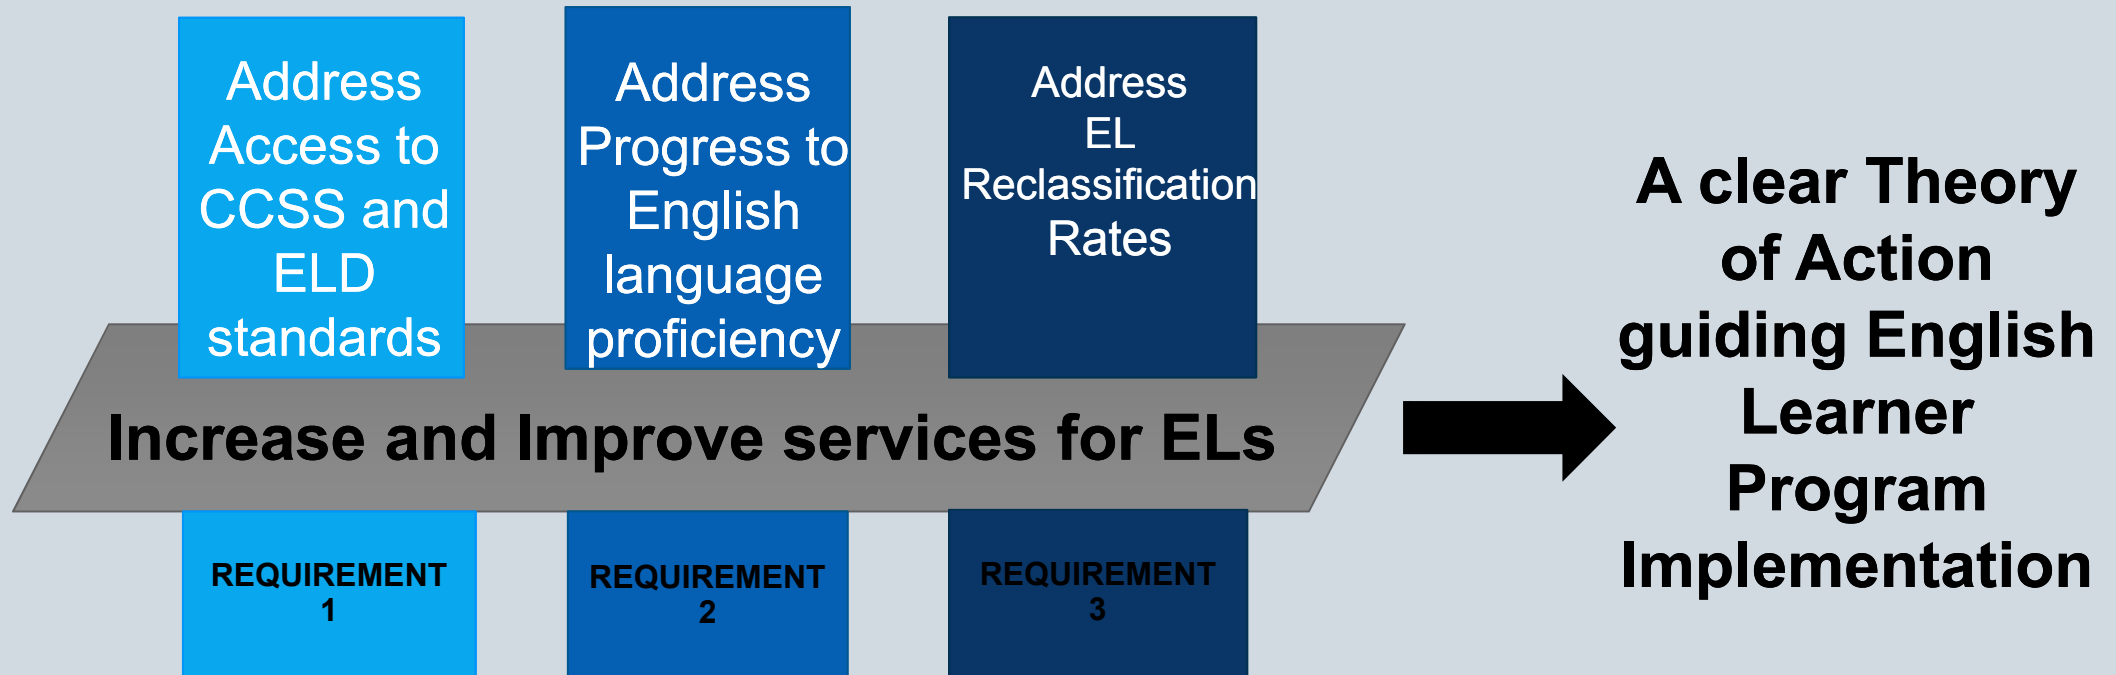 Address
Access to
CCSS and
ELD
standards
Address
Progress to
English
language
proficiency
Address
EL
Reclassification
Rates
Increase and Improve services for ELs
REQUIREMENT
1
REQUIREMENT
2
REQUIREMENT
3
A clear Theory
of Action
guiding English
Learner
Program
Implementation